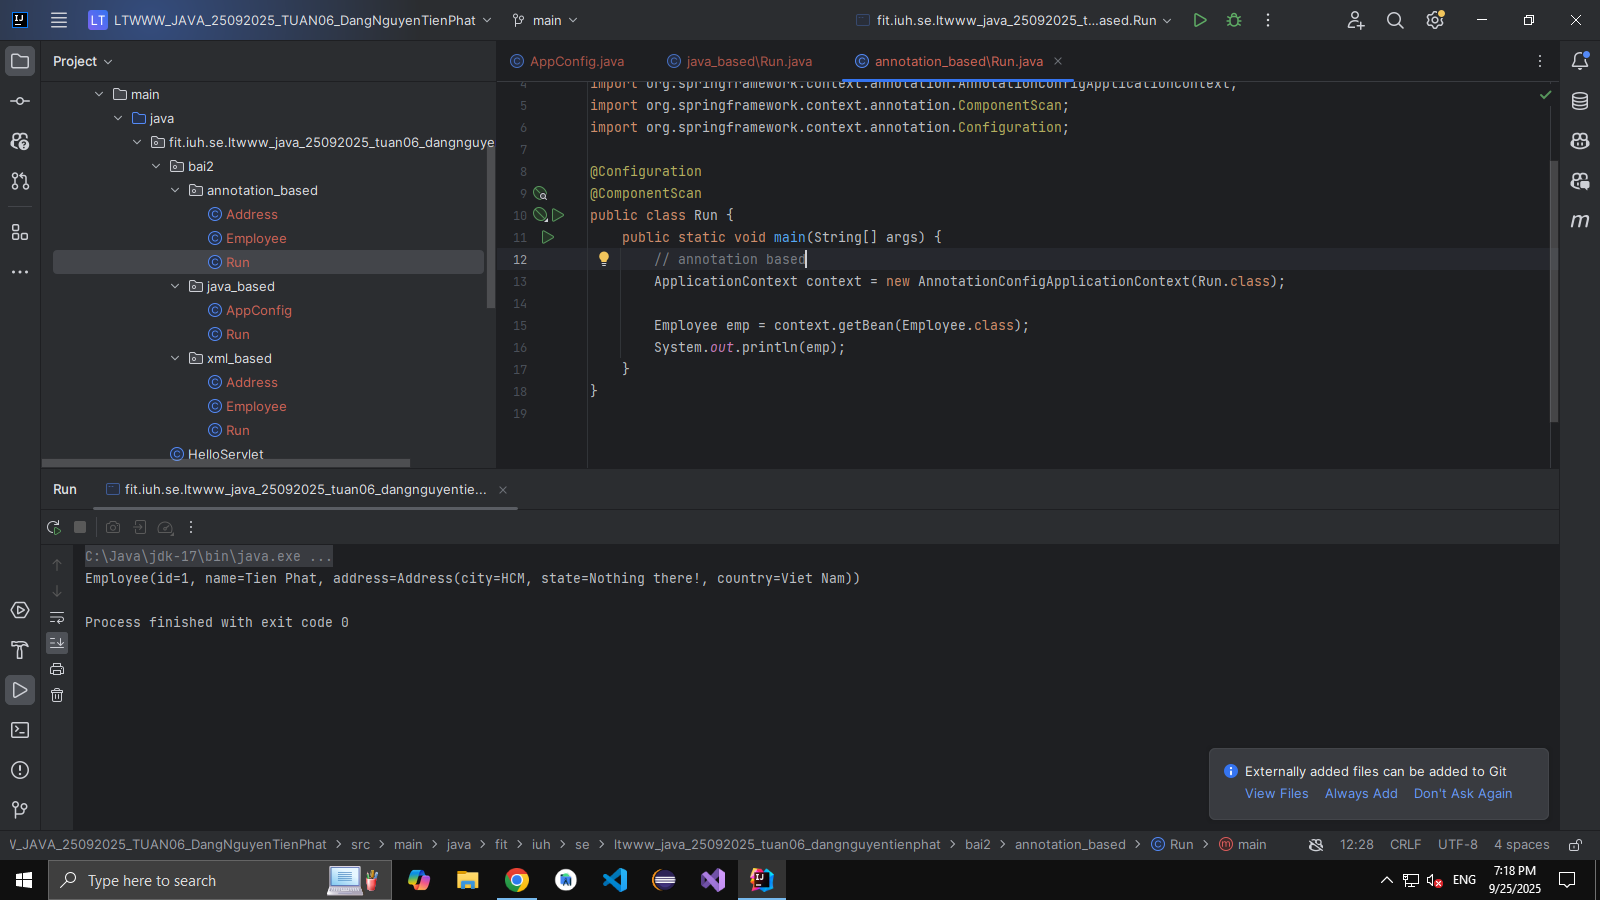 LT LTWWW_JAVA_25092025_TUAN06_DangNguyenTienPhat main fit.iuh.se.ltwww_java_25092025_t...ased.Run
Project
main
java
fit.iuh.se.ltwww_java_25092025_tuan06_dangnguye
bai2
annotation_based
Address
Employee
Run
java_based
AppConfig
Run
xml_based
Address
Employee
Run
HelloServlet
AppConfig.java java_based\Run.java annotation_based\Run.java
4 import org.springframework.context.annotation.AnnotationConfigApplicationContext;
5 import org.springframework.context.annotation.ComponentScan;
6 import org.springframework.context.annotation.Configuration;
7
8 @Configuration
9 @ComponentScan
10 public class Run {
11 public static void main(String[] args) {
12 // annotation based
13 ApplicationContext context = new AnnotationConfigApplicationContext(Run.class);
14
15 Employee emp = context.getBean(Employee.class);
16 System.out.println(emp);
17 }
18 }
19
Run fit.iuh.se.ltwww_java_25092025_tuan06_dangnguyentie...
C:\Java\jdk-17\bin\java.exe ...
Employee(id=1, name=Tien Phat, address=Address(city=HCM, state=Nothing there!, country=Viet Nam))
Process finished with exit code 0
Externally added files can be added to Git
View Files Always Add Don't Ask Again
W_JAVA_25092025_TUAN06_DangNguyenTienPhat > src > main > java > fit > iuh > se > ltwww_java_25092025_tuan06_dangnguyentienphat > bai2 > annotation_based > Run > main 12:28 CRLF UTF-8 4 spaces
Type here to search
ENG
7:18 PM
9/25/2025